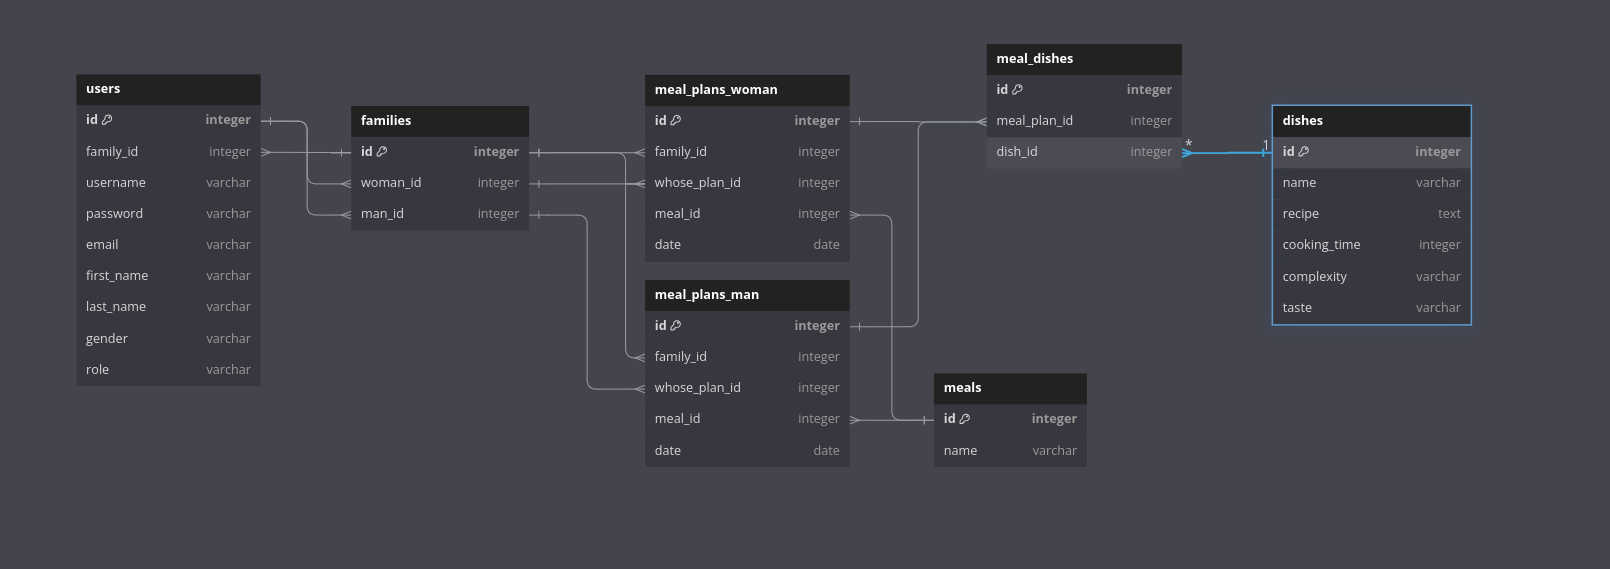 users
id integer
family_id integer
username varchar
password varchar
email varchar
first_name varchar
last_name varchar
gender varchar
role varchar
families
id integer
woman_id integer
man_id integer
meal_plans_woman
id integer
family_id integer
whose_plan_id integer
meal_id integer
date date
meal_plans_man
id integer
family_id integer
whose_plan_id integer
meal_id integer
date date
meal_dishes
id integer
meal_plan_id integer
dish_id integer
* 1
meals
id integer
name varchar
dishes
id integer
name varchar
recipe text
cooking_time integer
complexity varchar
taste varchar